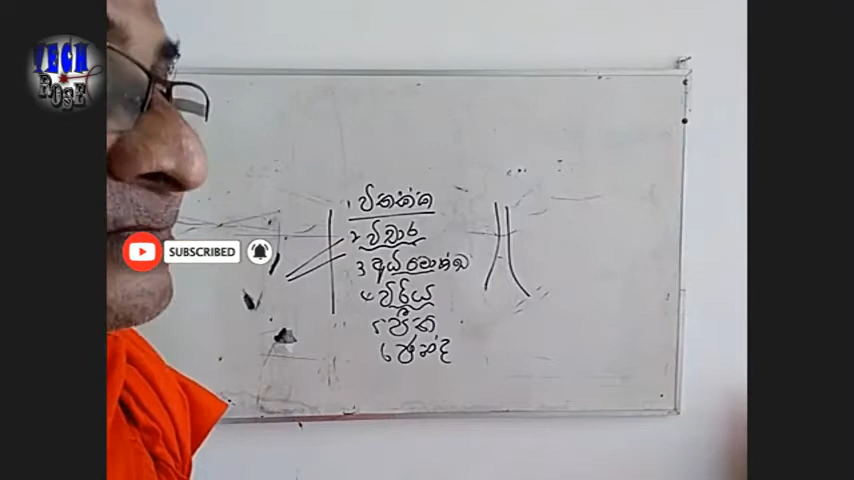 TECH
ROSE
SUBSCRIBED
1 විතක්ක
2 විචාර
3 අධිමොක්ඛ
4 විරිය
5 පීති
6 ඡන්ද